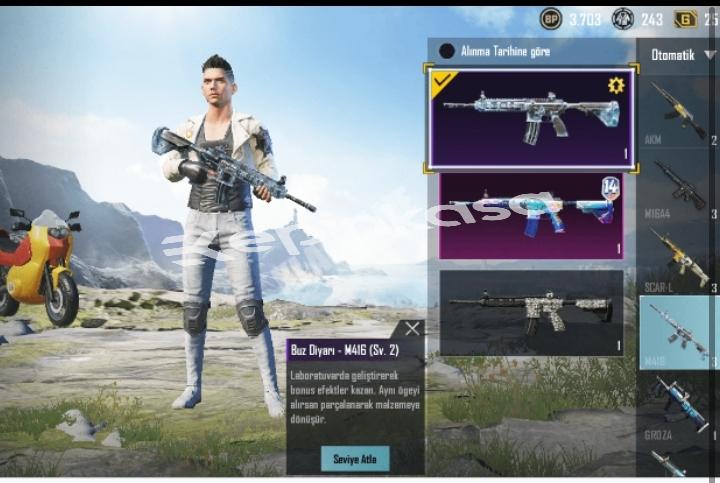 BP 3.703 243 G 25
Alınma Tarihine göre
Otomatik
1
AKM
2
14
1
M16A4
3
SCAR-L
3
1
M416
3
Buz Diyarı - M416 (Sv. 2)
Laboratuvarda geliştirerek
bonus efektler kazan. Aynı ögeyi
alırsan parçalanarak malzemeye
dönüşür.
Seviye Atla
GROZA
1